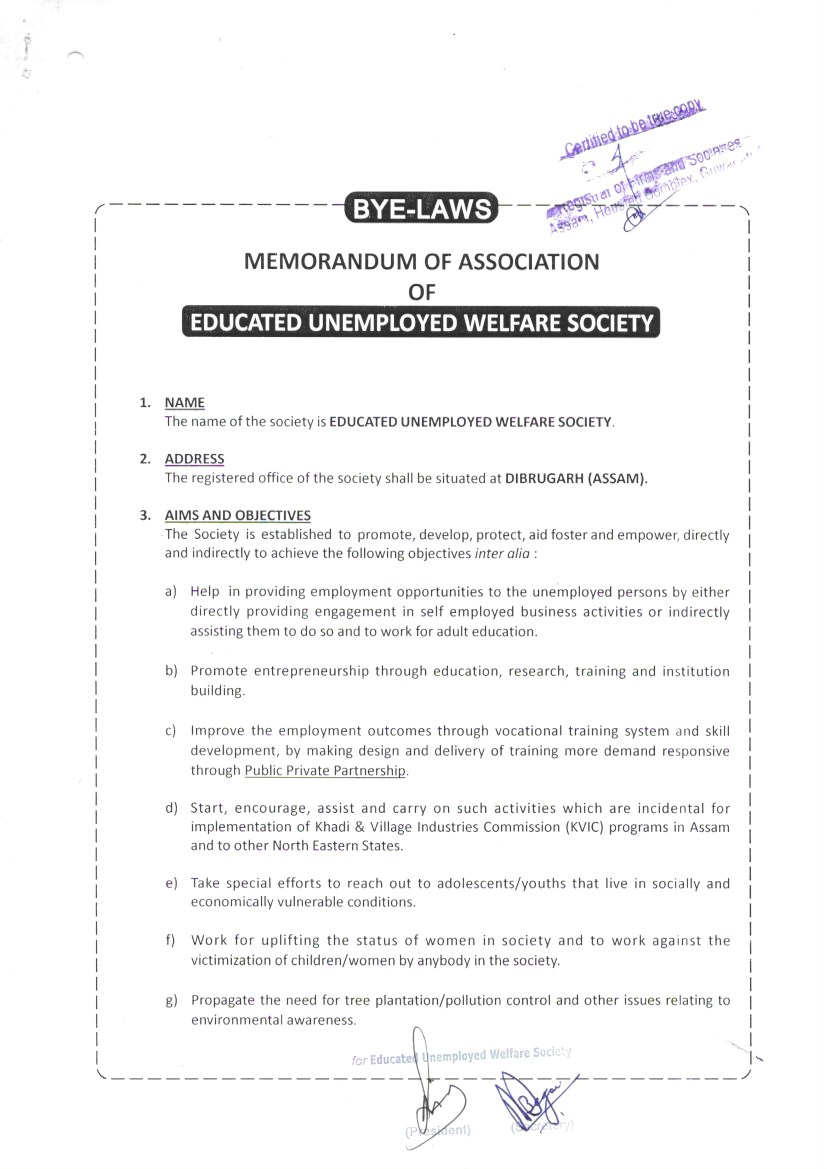 Certified to be true copy
Registrar of Firms and Societies
Assam, Housefed Complex, Guwa
BYE-LAWS
MEMORANDUM OF ASSOCIATION
OF
EDUCATED UNEMPLOYED WELFARE SOCIETY
1. NAME
The name of the society is EDUCATED UNEMPLOYED WELFARE SOCIETY.
2. ADDRESS
The registered office of the society shall be situated at DIBRUGARH (ASSAM).
3. AIMS AND OBJECTIVES
The Society is established to promote, develop, protect, aid foster and empower, directly
and indirectly to achieve the following objectives inter alia :
a) Help in providing employment opportunities to the unemployed persons by either
directly providing engagement in self employed business activities or indirectly
assisting them to do so and to work for adult education.
b) Promote entrepreneurship through education, research, training and institution
building.
c) Improve the employment outcomes through vocational training system and skill
development, by making design and delivery of training more demand responsive
through Public Private Partnership.
d) Start, encourage, assist and carry on such activities which are incidental for
implementation of Khadi & Village Industries Commission (KVIC) programs in Assam
and to other North Eastern States.
e) Take special efforts to reach out to adolescents/youths that live in socially and
economically vulnerable conditions.
f) Work for uplifting the status of women in society and to work against the
victimization of children/women by anybody in the society.
g) Propagate the need for tree plantation/pollution control and other issues relating to
environmental awareness.
for Educated Unemployed Welfare Society
(President) (Secretary)